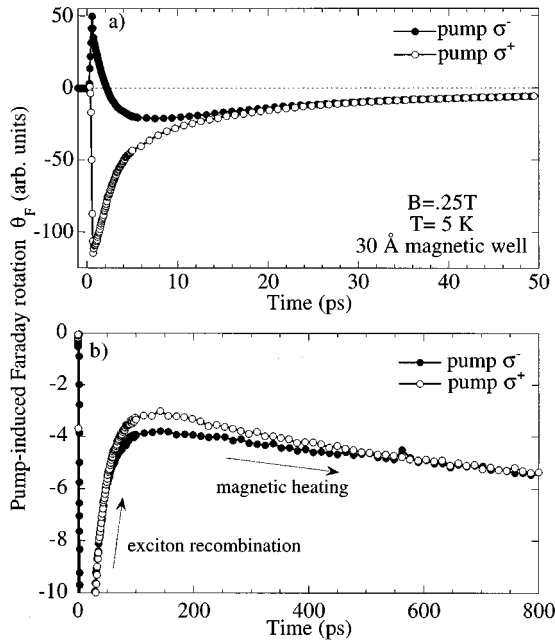 Pump-induced Faraday rotation θF (arb. units)
a)
pump σ-
pump σ+
50
0
-50
-100
B=.25T
T= 5 K
30 Å magnetic well
0 10 20 30 40 50
Time (ps)
b)
pump σ-
pump σ+
0
-2
-4
-6
-8
-10
magnetic heating
exciton recombination
0 200 400 600 800
Time (ps)